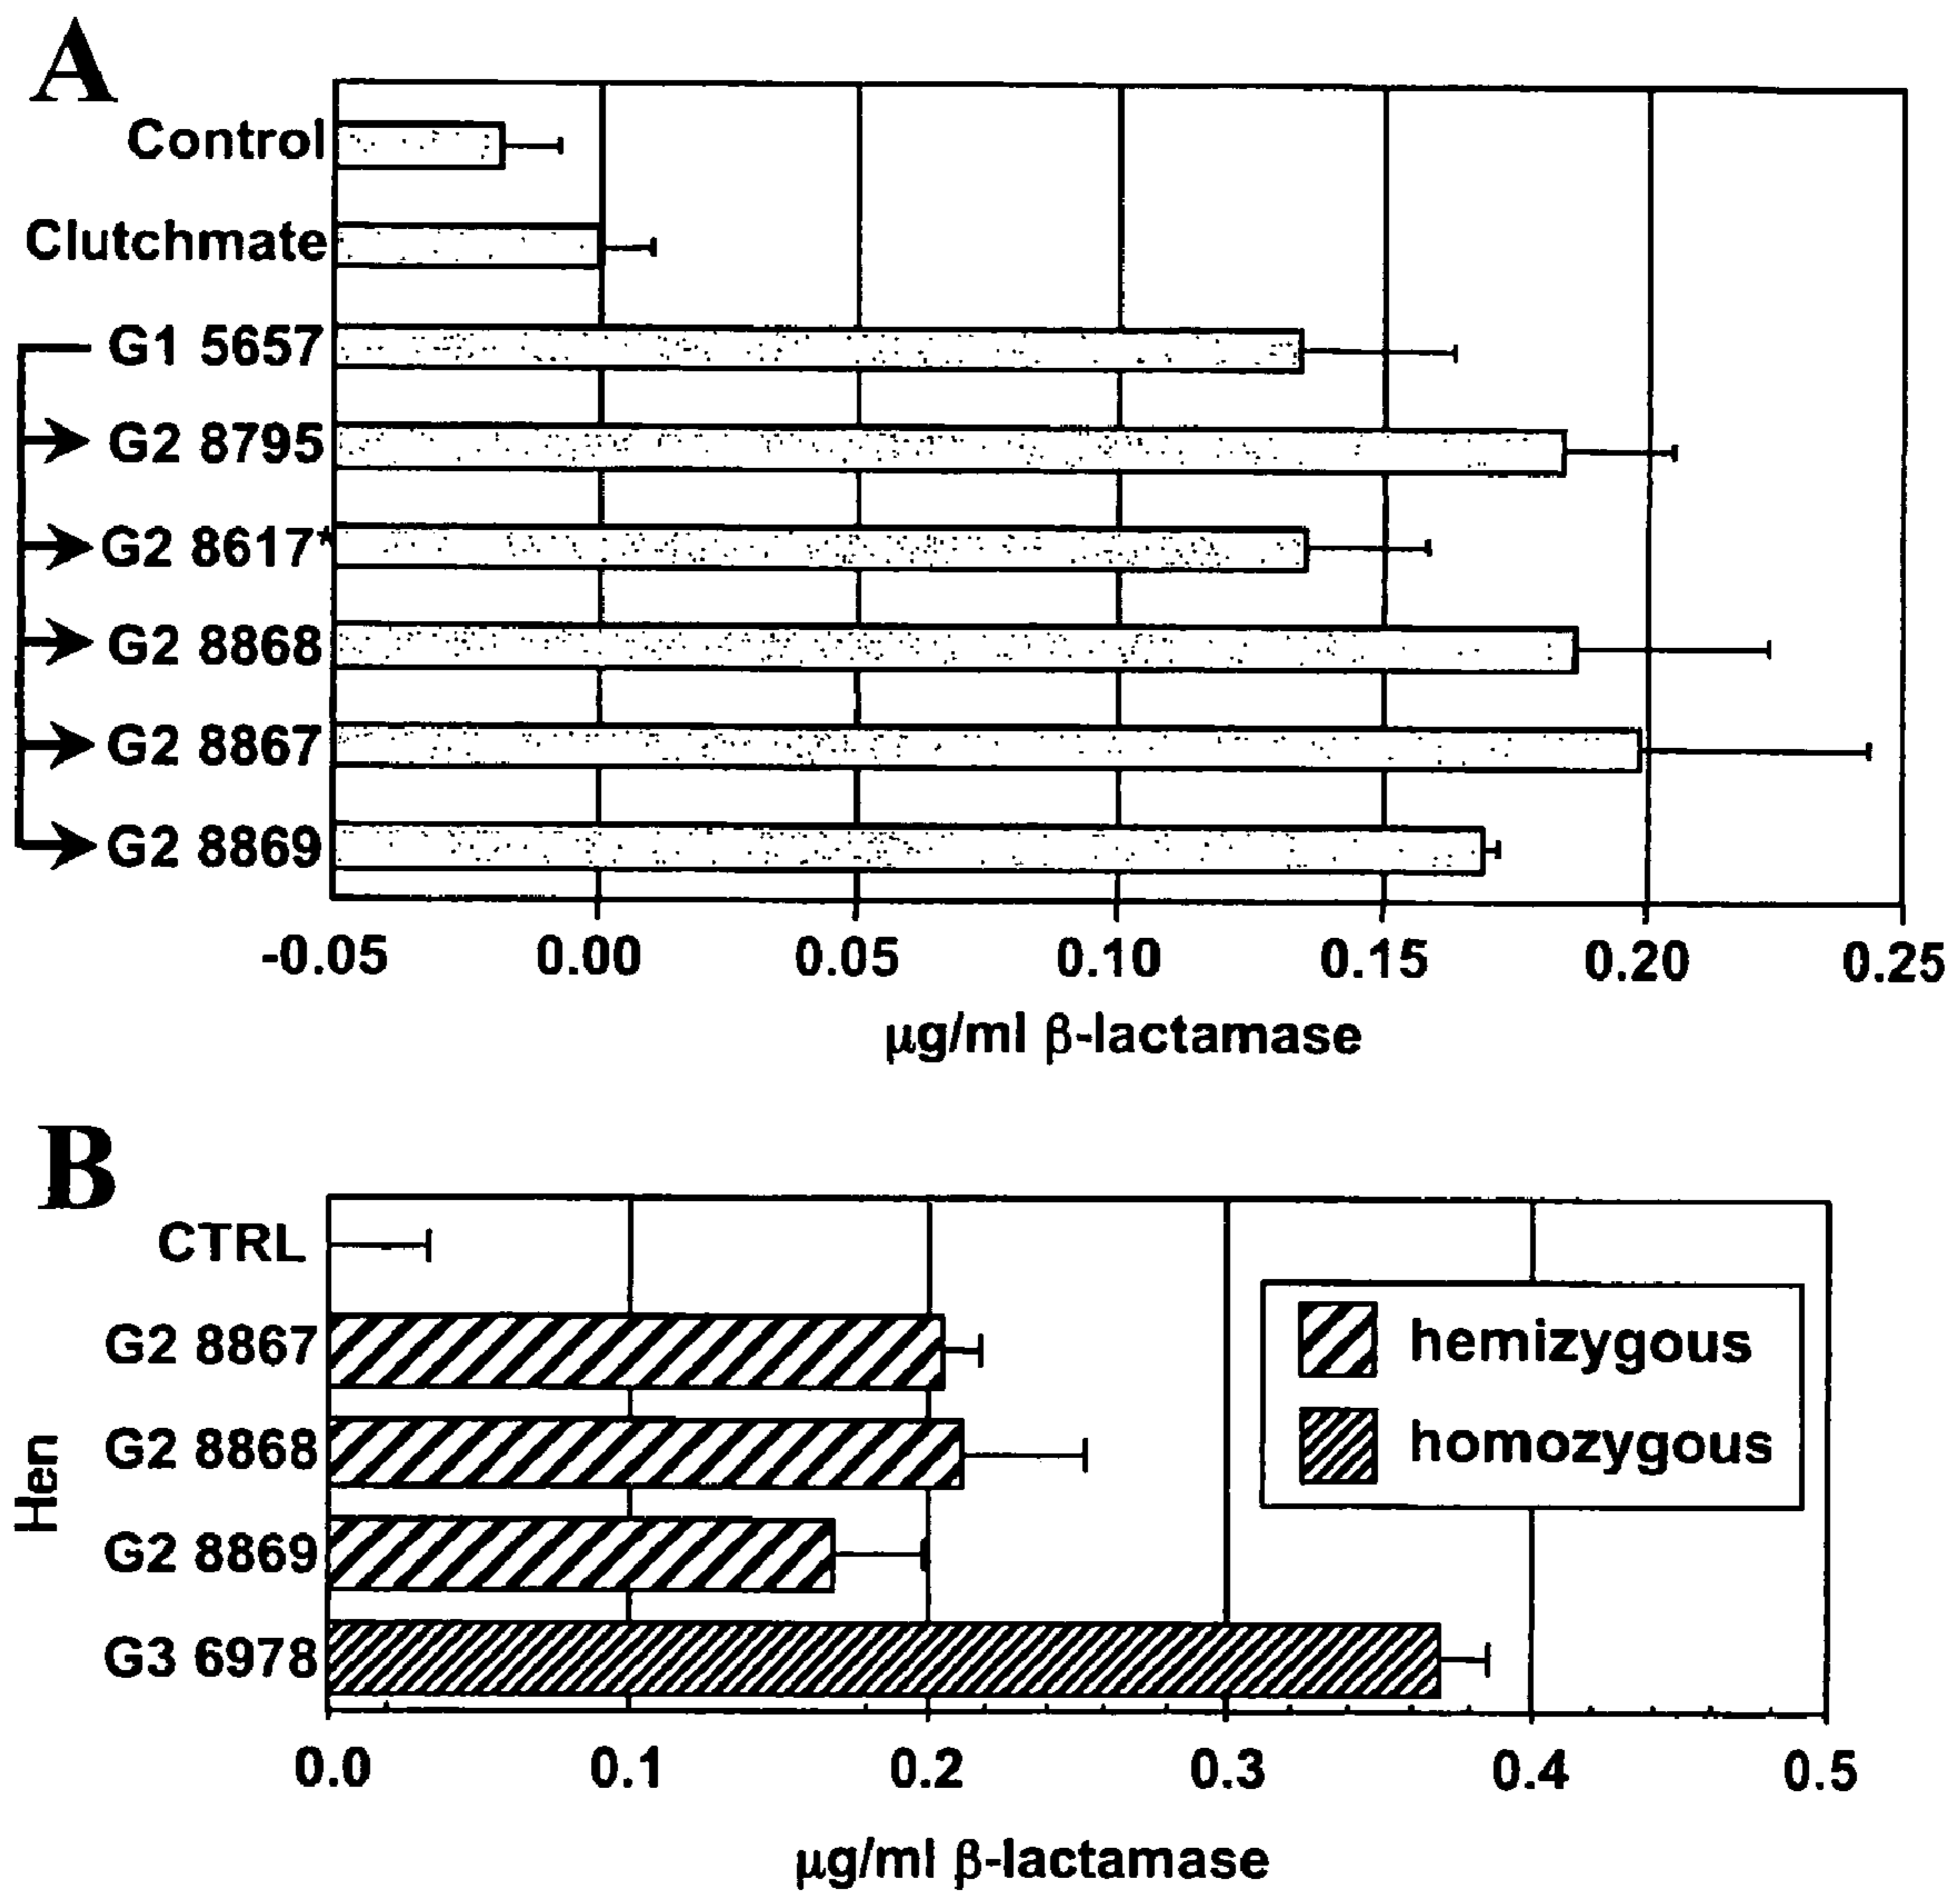 A
Control
Clutchmate
G1 5657
G2 8795
G2 8617*
G2 8868
G2 8867
G2 8869
-0.05 0.00 0.05 0.10 0.15 0.20 0.25
μg/ml β-lactamase
B
CTRL
G2 8867
G2 8868
G2 8869
G3 6978
Hen
hemizygous
homozygous
0.0 0.1 0.2 0.3 0.4 0.5
μg/ml β-lactamase